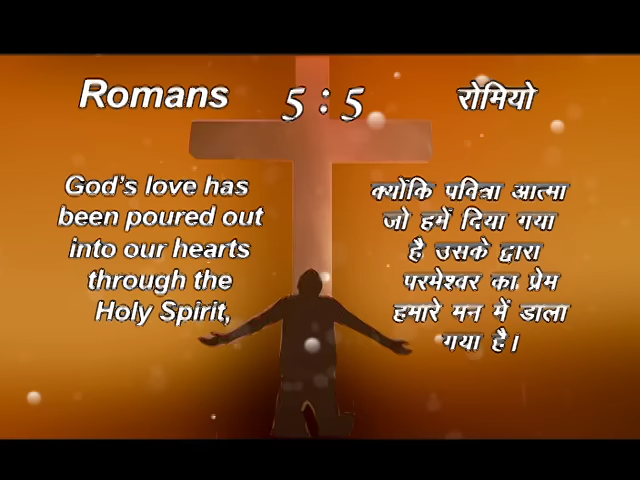 Romans 5 : 5 रोमियो
God's love has
been poured out
into our hearts
through the
Holy Spirit,
क्योंकि पवित्रा आत्मा
जो हमें दिया गया
है उसके द्वारा
परमेश्वर का प्रेम
हमारे मन में डाला
गया है।